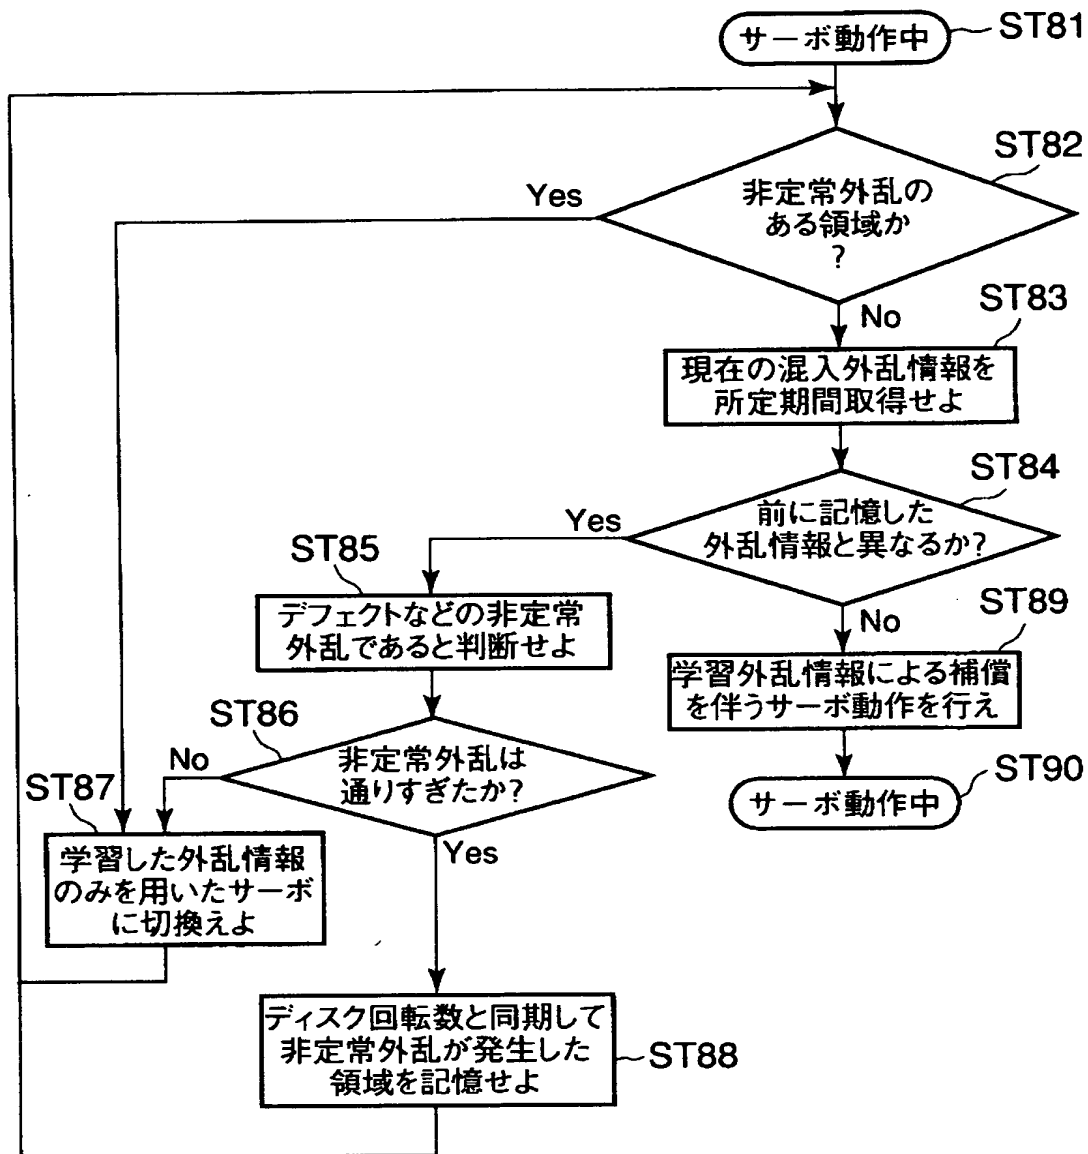 サーボ動作中
ST81
ST82
非定常外乱の
ある領域か
?
Yes
No
ST83
現在の混入外乱情報を
所定期間取得せよ
ST84
前に記憶した
外乱情報と異なるか?
Yes
No
ST85
デフェクトなどの非定常
外乱であると判断せよ
ST89
学習外乱情報による補償
を伴うサーボ動作を行え
ST86
非定常外乱は
通りすぎたか?
No
Yes
ST90
サーボ動作中
ST87
学習した外乱情報
のみを用いたサーボ
に切換えよ
ディスク回転数と同期して
非定常外乱が発生した
領域を記憶せよ
ST88